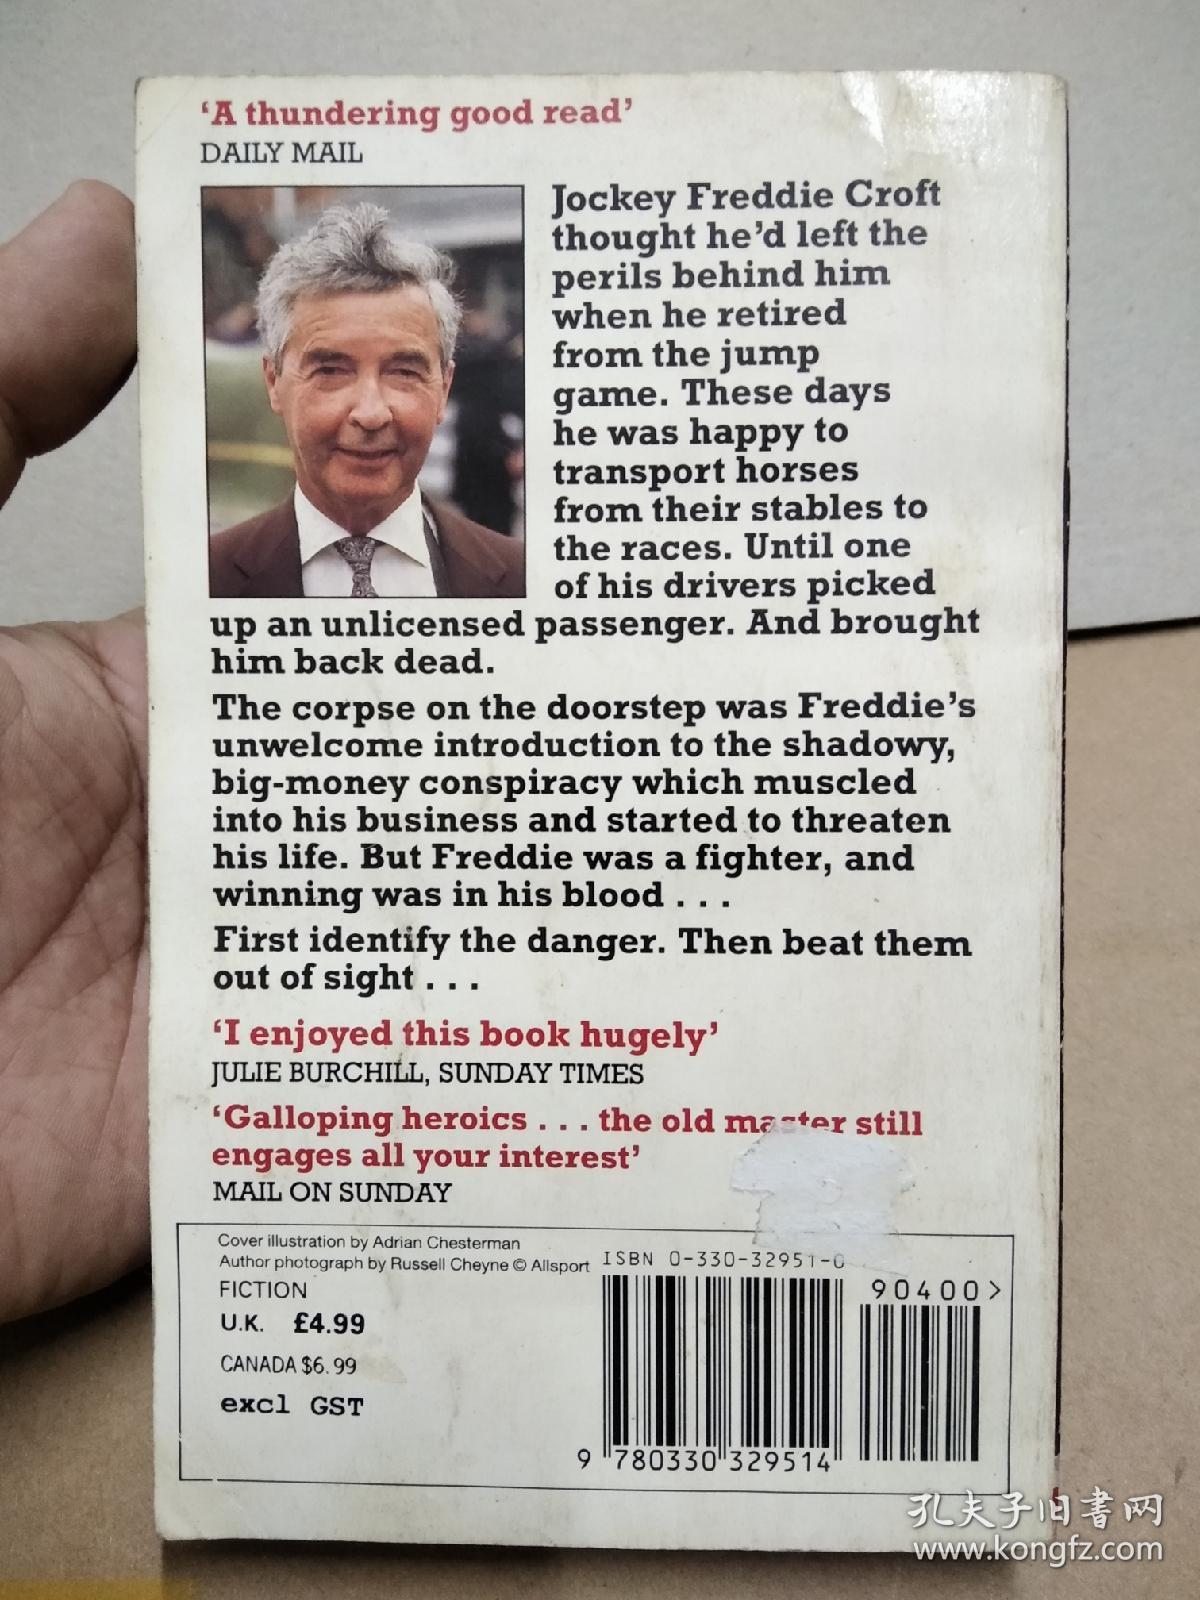 ‘A thundering good read’
DAILY MAIL
Jockey Freddie Croft
thought he’d left the
perils behind him
when he retired
from the jump
game. These days
he was happy to
transport horses
from their stables to
the races. Until one
of his drivers picked
up an unlicensed passenger. And brought
him back dead.
The corpse on the doorstep was Freddie’s
unwelcome introduction to the shadowy,
big-money conspiracy which muscled
into his business and started to threaten
his life. But Freddie was a fighter, and
winning was in his blood . . .
First identify the danger. Then beat them
out of sight . . .
‘I enjoyed this book hugely’
JULIE BURCHILL, SUNDAY TIMES
‘Galloping heroics . . . the old master still
engages all your interest’
MAIL ON SUNDAY
Cover illustration by Adrian Chesterman
Author photograph by Russell Cheyne © Allsport
FICTION
U.K. £4.99
CANADA $6.99
excl GST
ISBN 0-330-32951-0
90400>
9 780330 329514
孔夫子旧書网
www.kongfz.com